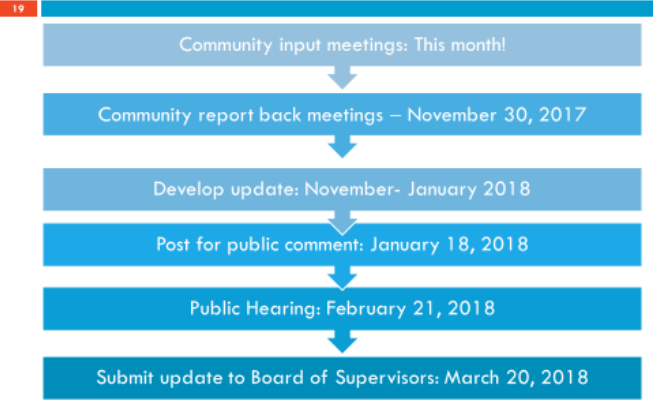 19
Community input meetings: This month!
Community report back meetings – November 30, 2017
Develop update: November- January 2018
Post for public comment: January 18, 2018
Public Hearing: February 21, 2018
Submit update to Board of Supervisors: March 20, 2018